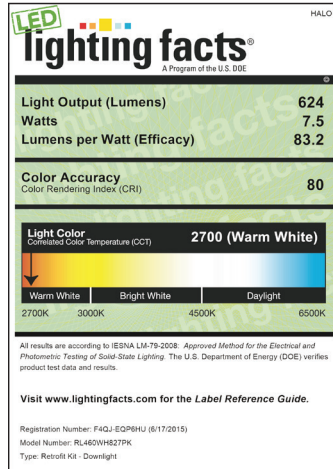 HALO
LED
lighting facts®
A Program of the U.S. DOE
Light Output (Lumens) 624
Watts 7.5
Lumens per Watt (Efficacy) 83.2
Color Accuracy
Color Rendering Index (CRI) 80
Light Color
Correlated Color Temperature (CCT) 2700 (Warm White)
Warm White Bright White Daylight
2700K 3000K 4500K 6500K
All results are according to IESNA LM-79-2008: Approved Method for the Electrical and
Photometric Testing of Solid-State Lighting. The U.S. Department of Energy (DOE) verifies
product test data and results.
Visit www.lightingfacts.com for the Label Reference Guide.
Registration Number: F4QJ-EQP6HU (6/17/2015)
Model Number: RL460WH827PK
Type: Retrofit Kit - Downlight